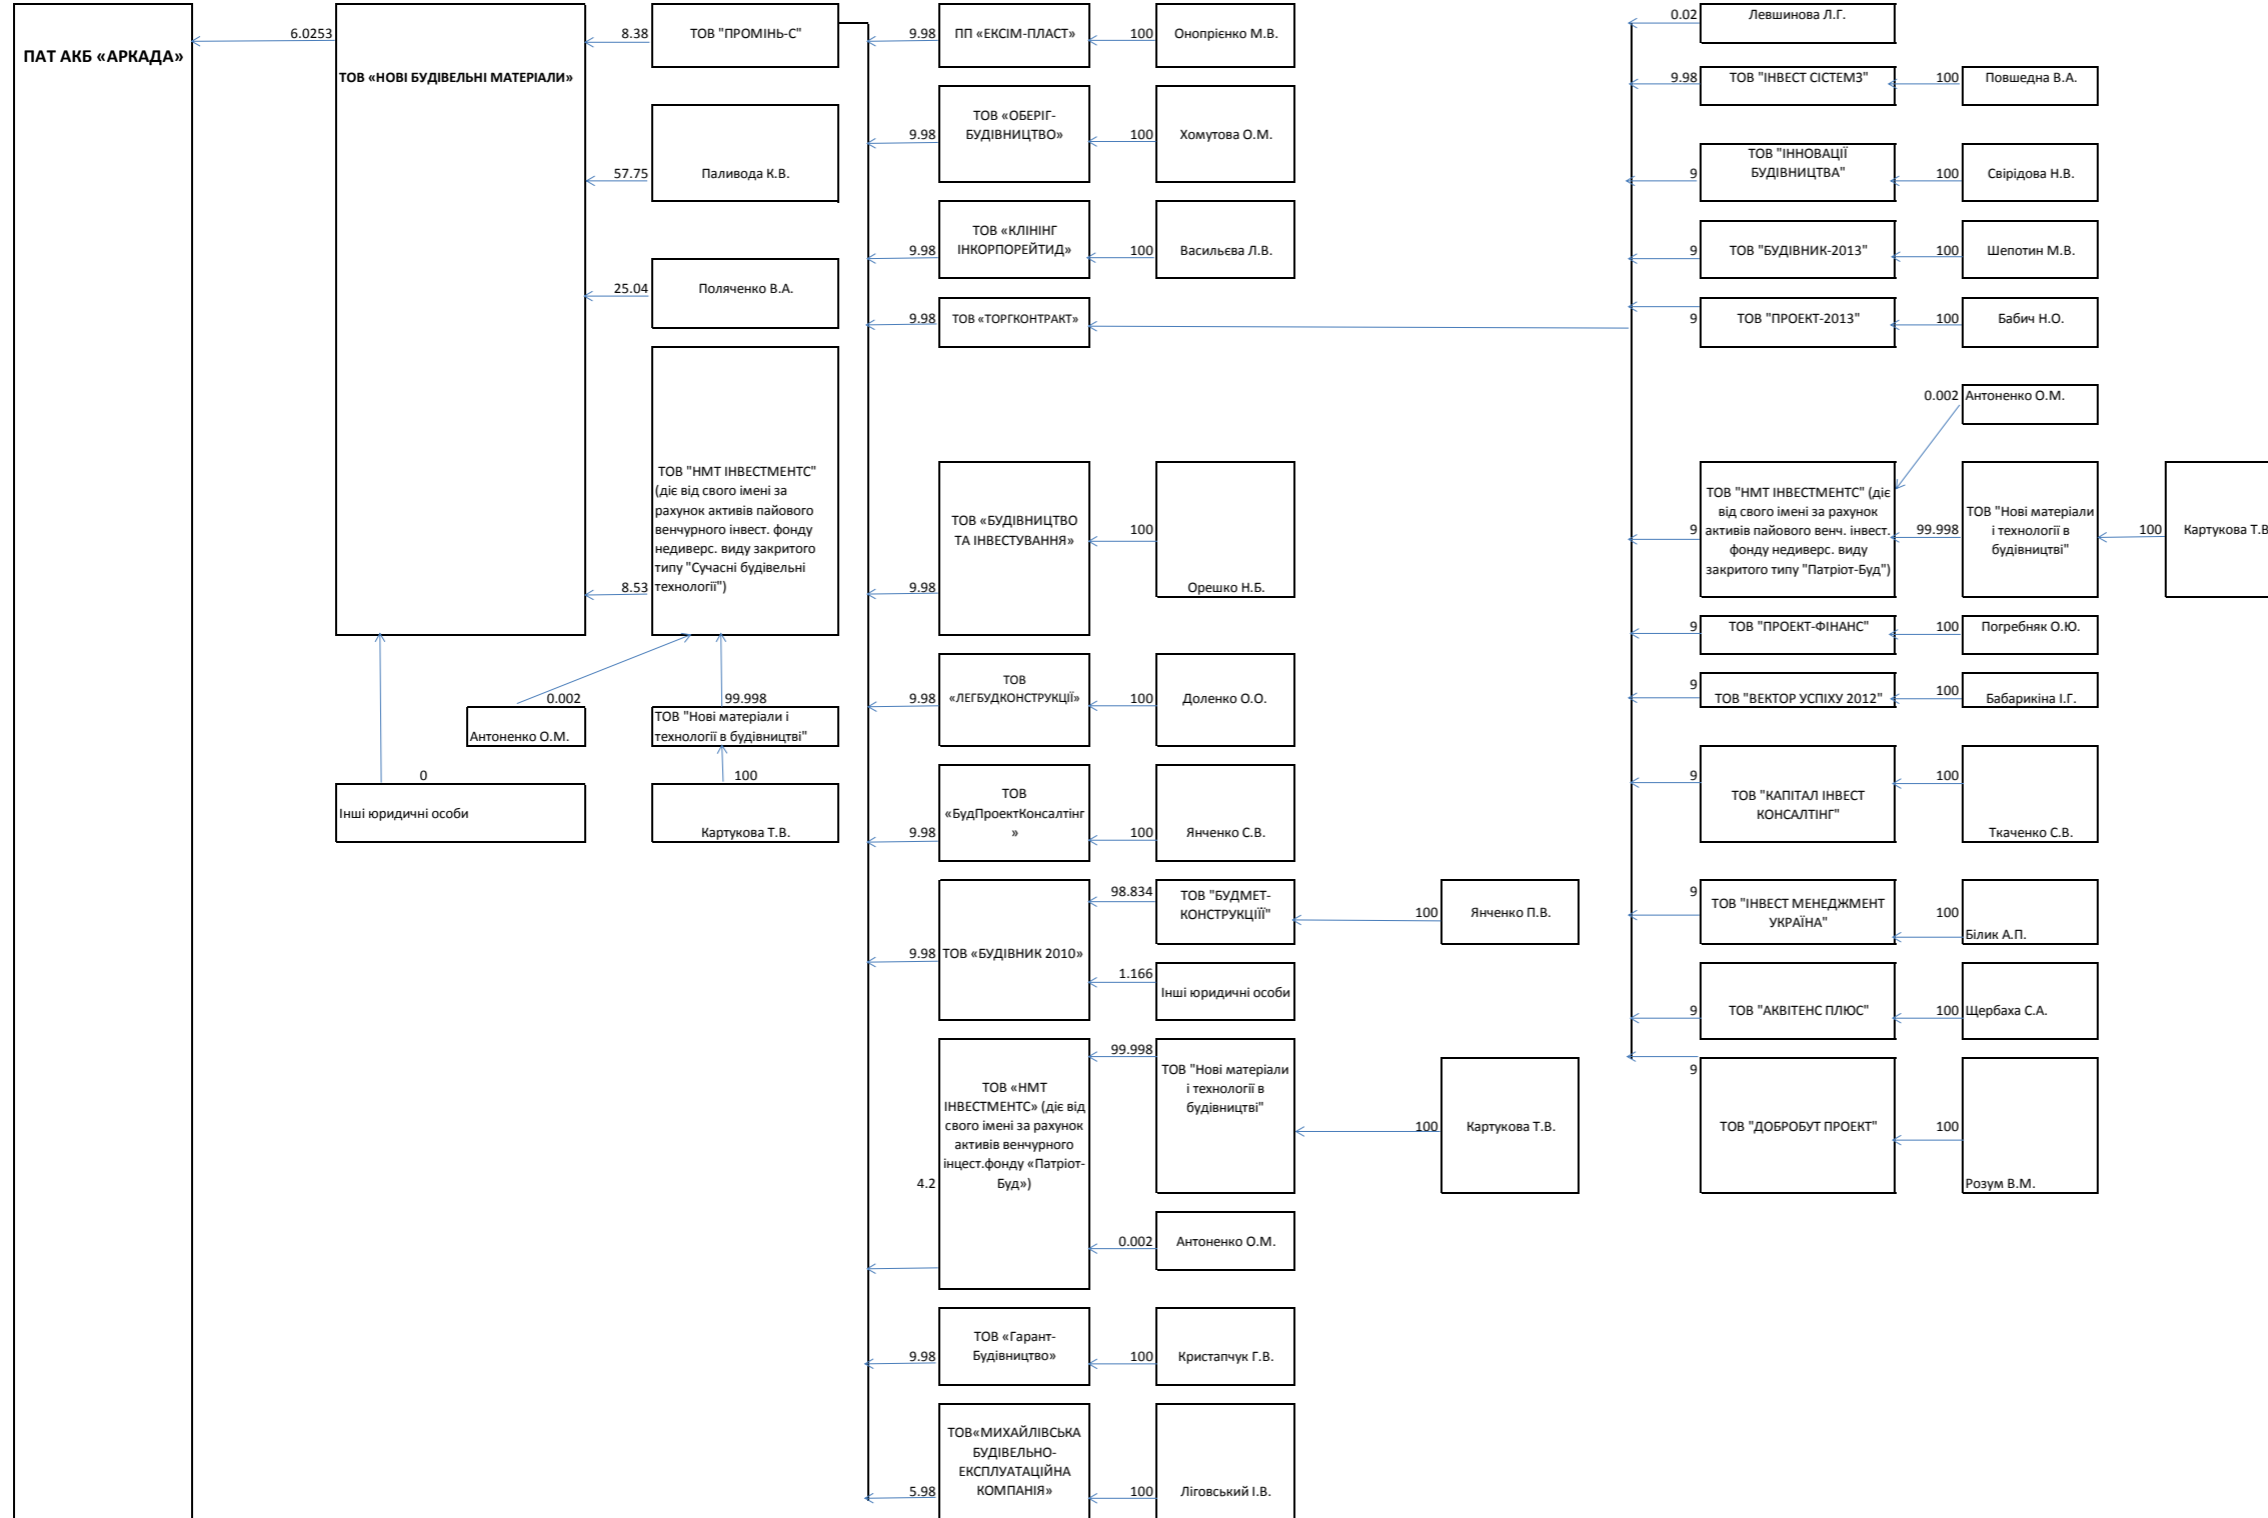 ПАТ АКБ «АРКАДА»
6.0253
ТОВ «НОВІ БУДІВЕЛЬНІ МАТЕРІАЛИ»
8.38
ТОВ "ПРОМІНЬ-С"
57.75
Паливода К.В.
25.04
Поляченко В.А.
8.53
ТОВ "НМТ ІНВЕСТМЕНТС"
(діє від свого імені за
рахунок активів пайового
венчурного інвест. фонду
недиверс. виду закритого
типу "Сучасні будівельні
технології")
0.002
Антоненко О.М.
99.998
ТОВ "Нові матеріали і
технології в будівництві"
0
Інші юридичні особи
100
Картукова Т.В.
9.98
ПП «ЕКСІМ-ПЛАСТ»
100
Онопрієнко М.В.
9.98
ТОВ «ОБЕРІГ-
БУДІВНИЦТВО»
100
Хомутова О.М.
9.98
ТОВ «КЛІНІНГ
ІНКОРПОРЕЙТИД»
100
Васильєва Л.В.
9.98
ТОВ «ТОРГКОНТРАКТ»
9.98
ТОВ «БУДІВНИЦТВО
ТА ІНВЕСТУВАННЯ»
100
Орешко Н.Б.
9.98
ТОВ
«ЛЕГБУДКОНСТРУКЦІЇ»
100
Доленко О.О.
9.98
ТОВ
«БудПроектКонсалтінг
»
100
Янченко С.В.
9.98
ТОВ «БУДІВНИК 2010»
98.834
ТОВ "БУДМЕТ-
КОНСТРУКЦІЇЇ"
100
Янченко П.В.
1.166
Інші юридичні особи
4.2
ТОВ «НМТ
ІНВЕСТМЕНТС» (діє від
свого імені за рахунок
активів венчурного
інцест.фонду «Патріот-
Буд»)
99.998
ТОВ "Нові матеріали
і технології в
будівництві"
100
Картукова Т.В.
0.002
Антоненко О.М.
9.98
ТОВ «Гарант-
Будівництво»
100
Кристапчук Г.В.
5.98
ТОВ«МИХАЙЛІВСЬКА
БУДІВЕЛЬНО-
ЕКСПЛУАТАЦІЙНА
КОМПАНІЯ»
100
Ліговський І.В.
0.02
Левшинова Л.Г.
9.98
ТОВ "ІНВЕСТ СІСТЕМЗ"
100
Повшедна В.А.
9
ТОВ "ІННОВАЦІЇ
БУДІВНИЦТВА"
100
Свірідова Н.В.
9
ТОВ "БУДІВНИК-2013"
100
Шепотин М.В.
9
ТОВ "ПРОЕКТ-2013"
100
Бабич Н.О.
0.002
Антоненко О.М.
9
ТОВ "НМТ ІНВЕСТМЕНТС" (діє
від свого імені за рахунок
активів пайового венч. інвест.
фонду недиверс. виду
закритого типу "Патріот-Буд")
99.998
ТОВ "Нові матеріали
і технології в
будівництві"
100
Картукова Т.В
9
ТОВ "ПРОЕКТ-ФІНАНС"
100
Погребняк О.Ю.
9
ТОВ "ВЕКТОР УСПІХУ 2012"
100
Бабарикіна І.Г.
9
ТОВ "КАПІТАЛ ІНВЕСТ
КОНСАЛТІНГ"
100
Ткаченко С.В.
9
ТОВ "ІНВЕСТ МЕНЕДЖМЕНТ
УКРАЇНА"
100
Білик А.П.
9
ТОВ "АКВІТЕНС ПЛЮС"
100
Щербаха С.А.
9
ТОВ "ДОБРОБУТ ПРОЕКТ"
100
Розум В.М.